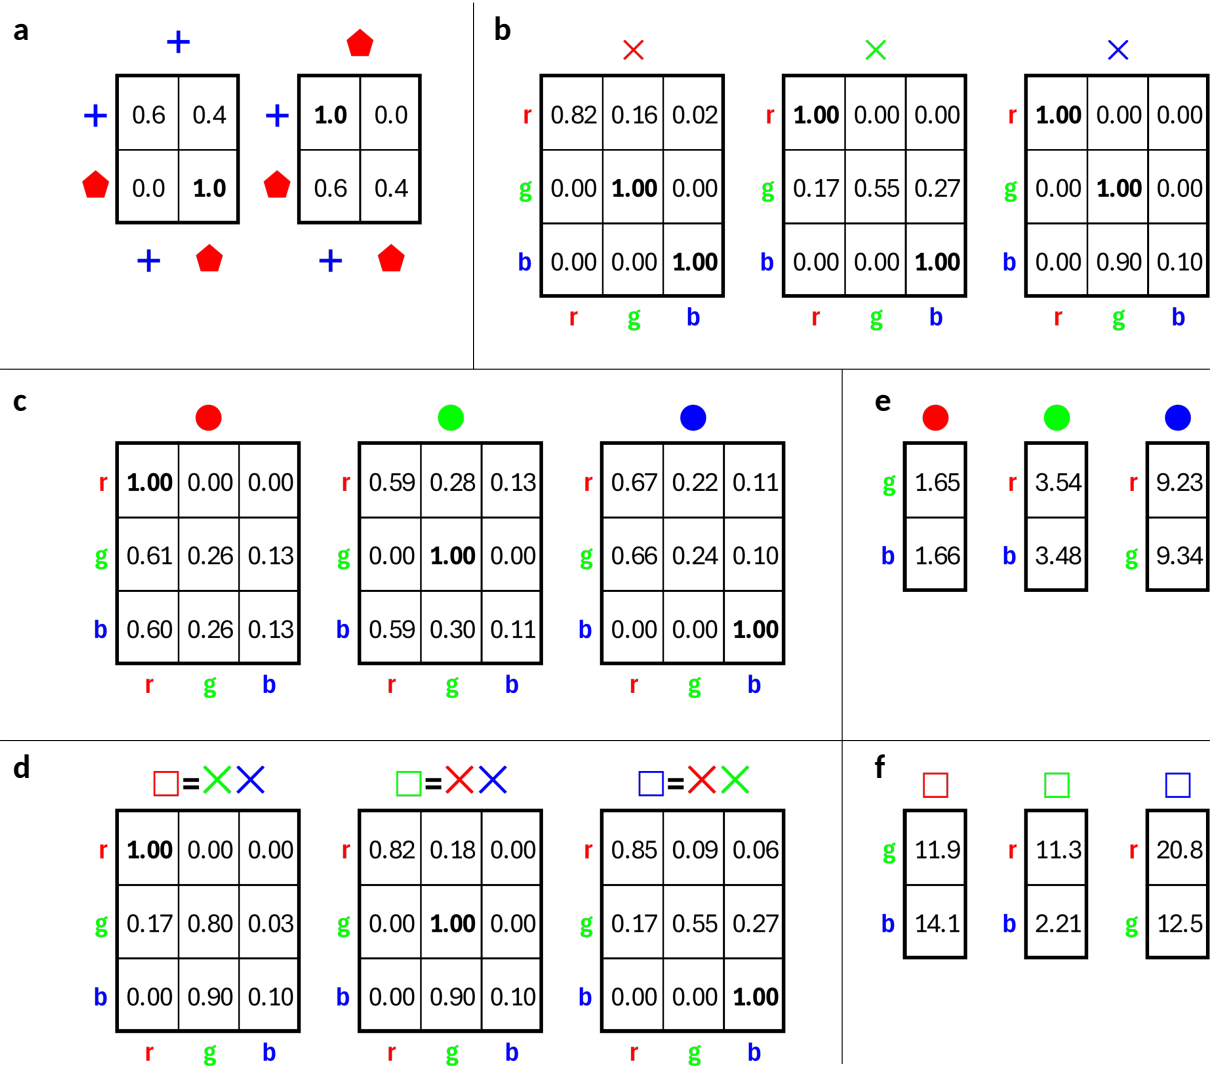 a
0.6 0.4
0.0 1.0
1.0 0.0
0.6 0.4
b
r 0.82 0.16 0.02
g 0.00 1.00 0.00
b 0.00 0.00 1.00
r g b
r 1.00 0.00 0.00
g 0.17 0.55 0.27
b 0.00 0.00 1.00
r g b
r 1.00 0.00 0.00
g 0.00 1.00 0.00
b 0.00 0.90 0.10
r g b
c
r 1.00 0.00 0.00
g 0.61 0.26 0.13
b 0.60 0.26 0.13
r g b
r 0.59 0.28 0.13
g 0.00 1.00 0.00
b 0.59 0.30 0.11
r g b
r 0.67 0.22 0.11
g 0.66 0.24 0.10
b 0.00 0.00 1.00
r g b
e
g 1.65
b 1.66
r 3.54
b 3.48
r 9.23
g 9.34
d
=
r 1.00 0.00 0.00
g 0.17 0.80 0.03
b 0.00 0.90 0.10
r g b
=
r 0.82 0.18 0.00
g 0.00 1.00 0.00
b 0.00 0.90 0.10
r g b
=
r 0.85 0.09 0.06
g 0.17 0.55 0.27
b 0.00 0.00 1.00
r g b
f
g 11.9
b 14.1
r 11.3
b 2.21
r 20.8
g 12.5